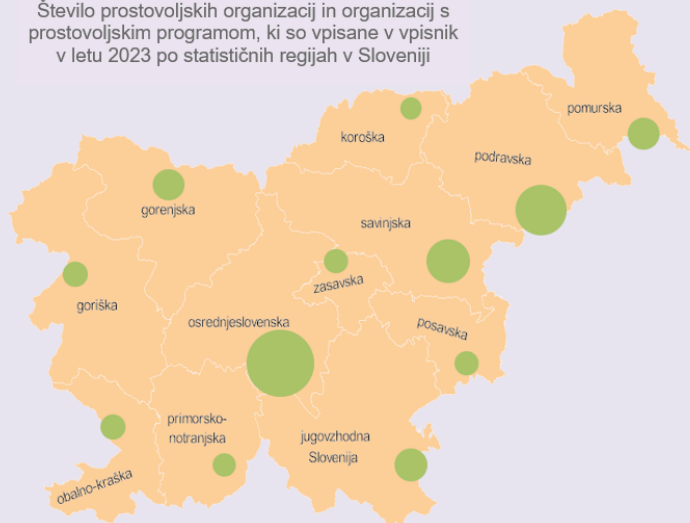 Število prostovoljskih organizacij in organizacij s
prostovoljskim programom, ki so vpisane v vpisnik
v letu 2023 po statističnih regijah v Sloveniji
pomurska
koroška
podravska
gorenjska
savinjska
zasavska
goriška
osrednjeslovenska
posavska
primorsko-
notranjska
jugovzhodna
Slovenija
obalno-kraška